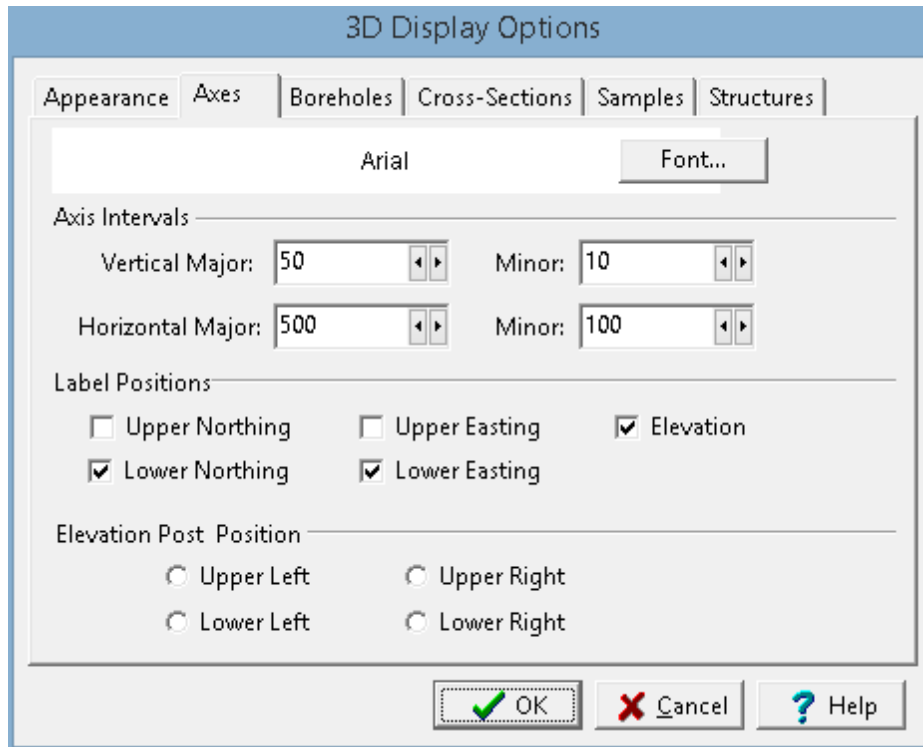 3D Display Options
Appearance Axes Boreholes Cross-Sections Samples Structures
Arial Font...
Axis Intervals
Vertical Major: 50 Minor: 10
Horizontal Major: 500 Minor: 100
Label Positions
Upper Northing Upper Easting Elevation
Lower Northing Lower Easting
Elevation Post Position
Upper Left Upper Right
Lower Left Lower Right
OK Cancel Help